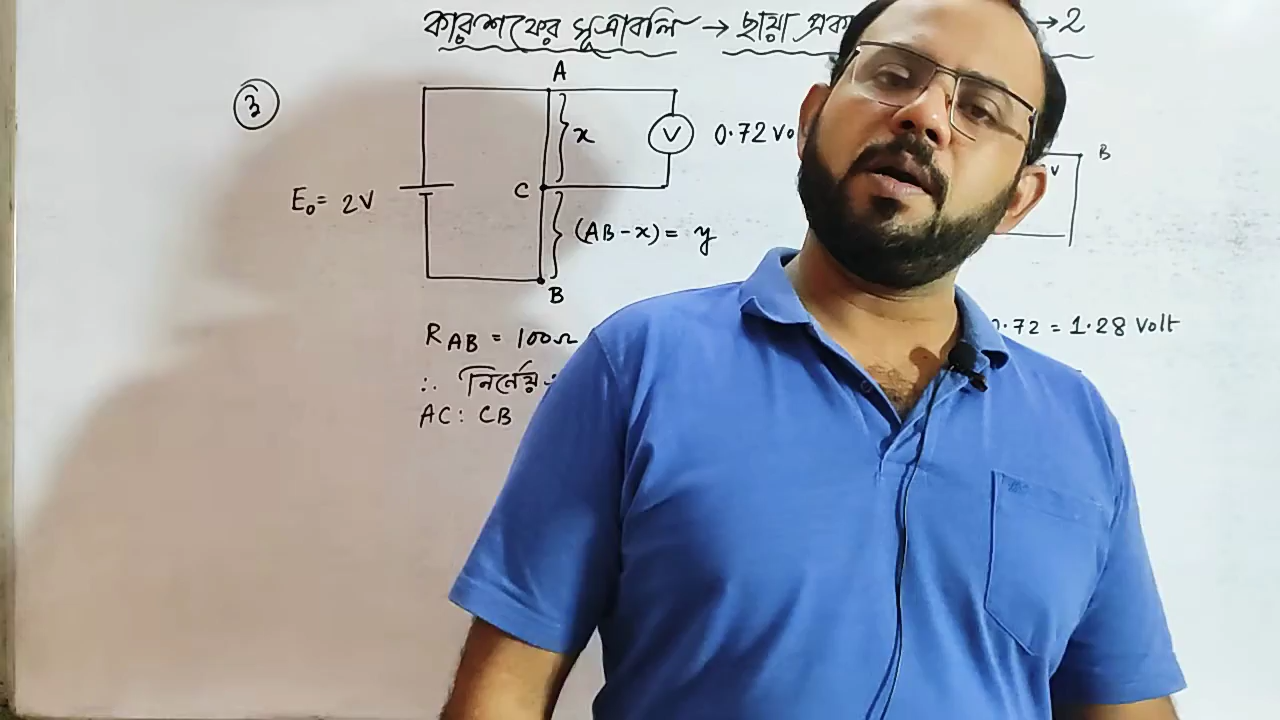 কারশফের সূত্রাবলি → ছায়া প্রকা →2
3
A
x
V
0.72 Vo
B
V
E₀= 2V
C
(AB-x)= y
B
R AB = 100Ω
0.72 = 1.28 Volt
∴ নির্নেয়
AC: CB